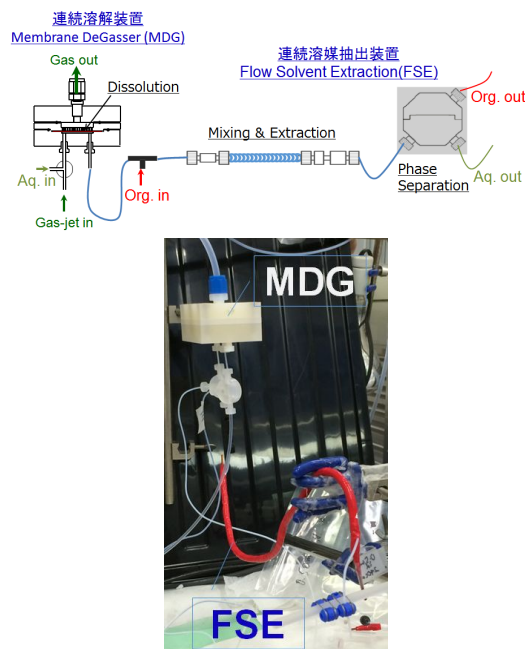 連続溶解装置
Membrane DeGasser (MDG)
Gas out
Dissolution
Aq. in
Gas-jet in
連続溶媒抽出装置
Flow Solvent Extraction(FSE)
Mixing & Extraction
Org. in
Org. out
Phase
Separation
Aq. out
MDG
FSE